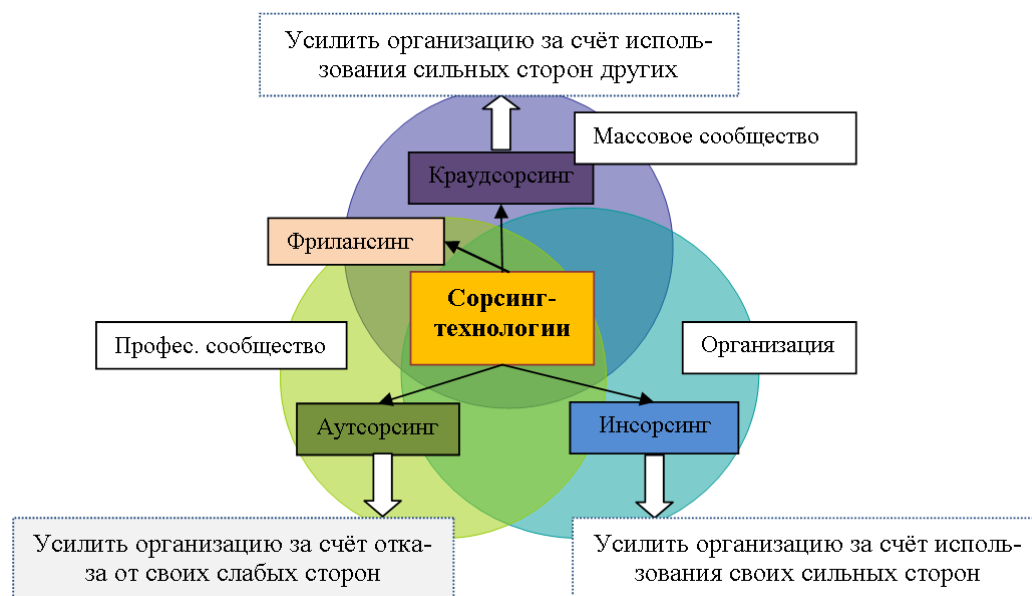 Усилить организацию за счёт исполь-
зования сильных сторон других
Массовое сообщество
Краудсорсинг
Фрилансинг
Сорсинг-
технологии
Профес. сообщество
Организация
Аутсорсинг
Инсорсинг
Усилить организацию за счёт отка-
за от своих слабых сторон
Усилить организацию за счёт исполь-
зования своих сильных сторон